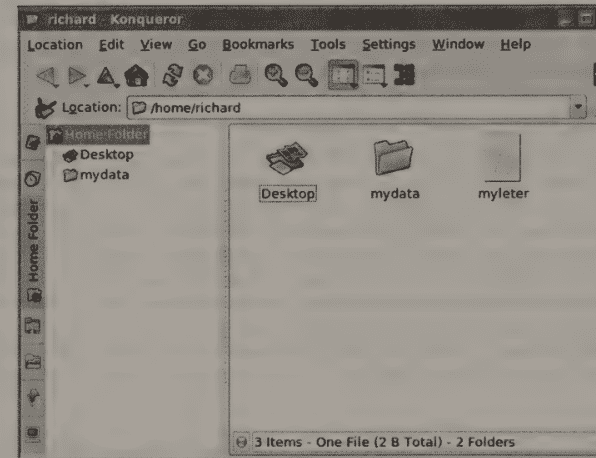 richard Konqueror
Location Edit View Go Bookmarks Tools Settings Window Help
Location: /home/richard
Home Folder
Desktop
mydata
Home Folder
Desktop mydata myleter
3 Items - One File (2 B Total) - 2 Folders